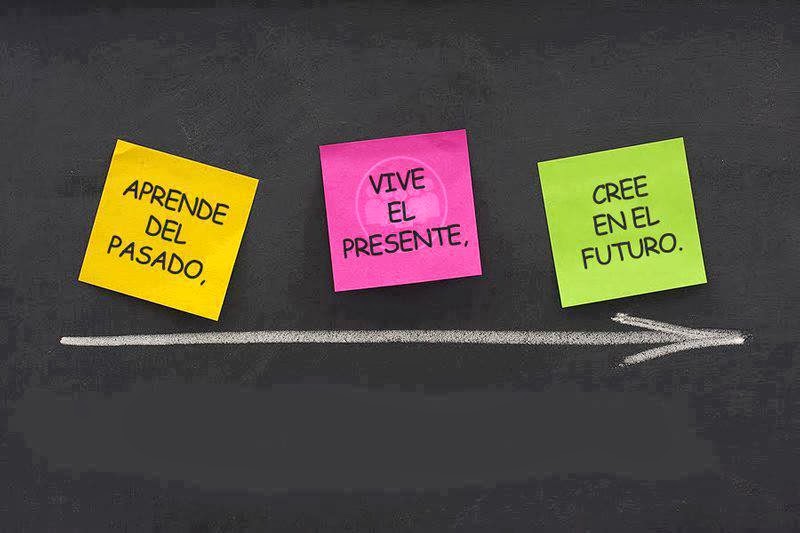 APRENDE
DEL
PASADO,
VIVE
EL
PRESENTE,
CREE
EN EL
FUTURO.